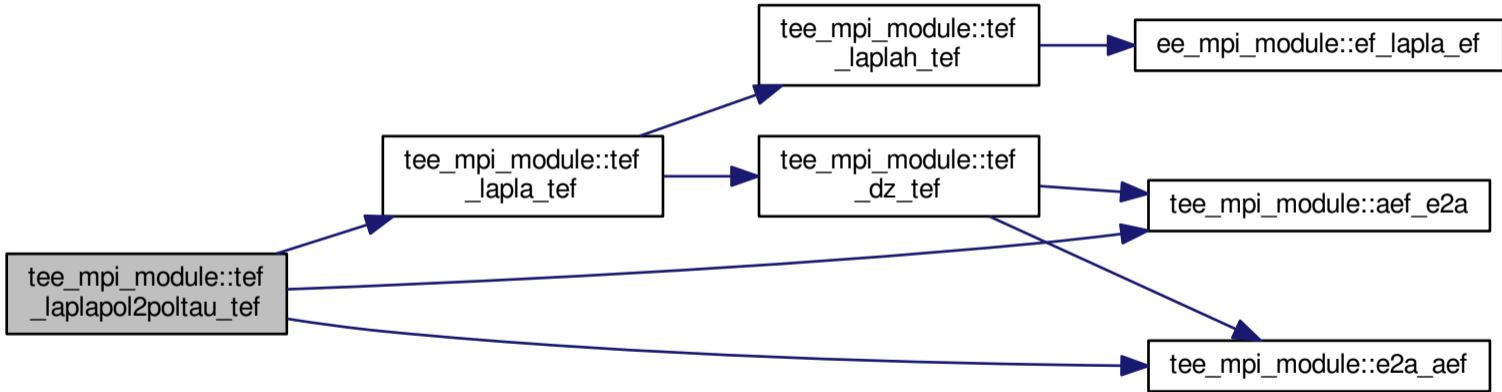 tee_mpi_module::tef
_laplah_tef
ee_mpi_module::ef_lapla_ef
tee_mpi_module::tef
_lapla_tef
tee_mpi_module::tef
_dz_tef
tee_mpi_module::aef_e2a
tee_mpi_module::tef
_laplapol2poltau_tef
tee_mpi_module::e2a_aef